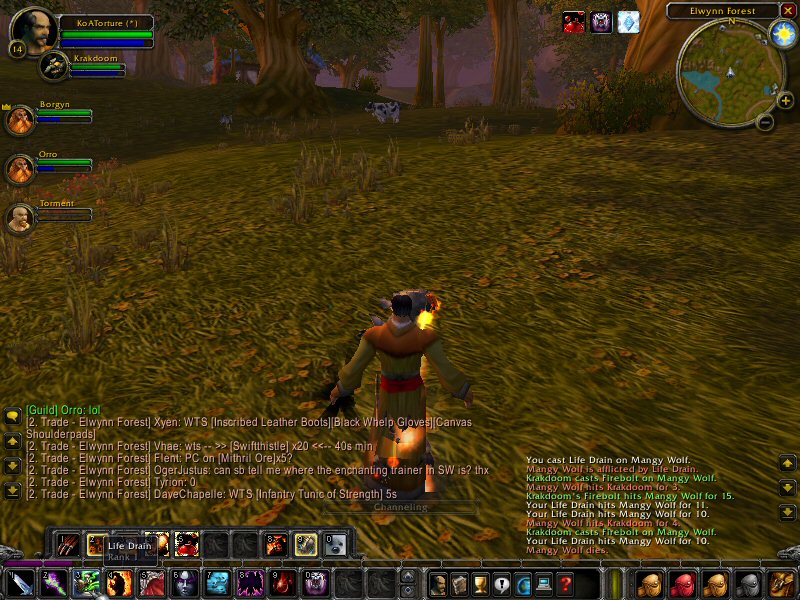 KoATorture (*)
14
Krakdoom
Borgyn
Orro
Torment
Elwynn Forest
N
[Guild] Orro: lol
[2. Trade - Elwynn Forest] Xyen: WTS [Inscribed Leather Boots][Black Whelp Gloves][Canvas
Shoulderpads]
[2. Trade - Elwynn Forest] Vhae: wts -- >> [Swiftthistle] x20 <<-- 40s min
[2. Trade - Elwynn Forest] Flent: PC on [Mithril Ore]x5?
[2. Trade - Elwynn Forest] OgerJustus: can sb tell me where the enchanting trainer in SW is? thx
[2. Trade - Elwynn Forest] Tyrion: 0
[2. Trade - Elwynn Forest] DaveChapelle: WTS [Infantry Tunic of Strength] 5s
You cast Life Drain on Mangy Wolf.
Mangy Wolf is afflicted by Life Drain.
Krakdoom casts Firebolt on Mangy Wolf.
Mangy Wolf hits Krakdoom for 3.
Krakdoom's Firebolt hits Mangy Wolf for 15.
Your Life Drain hits Mangy Wolf for 11.
Your Life Drain hits Mangy Wolf for 10.
Mangy Wolf hits Krakdoom for 4.
Krakdoom casts Firebolt on Mangy Wolf.
Your Life Drain hits Mangy Wolf for 10.
Mangy Wolf dies.
Channeling
Life Drain
Rank 1